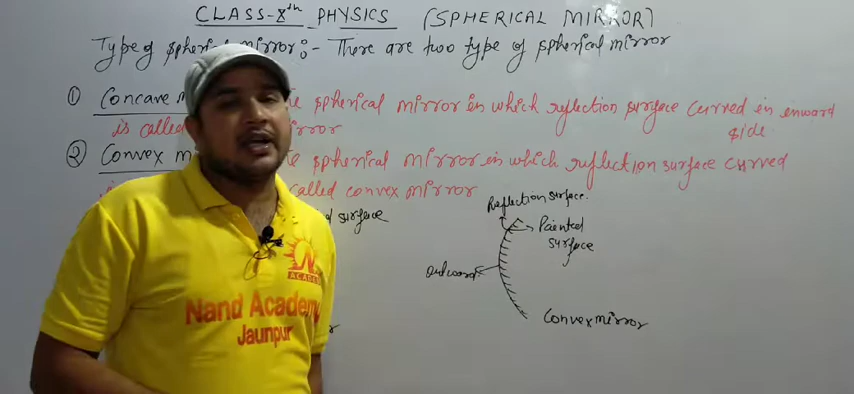 CLASS-8th PHYSICS (SPHERICAL MIRROR)
Type of spherical mirror:- There are two type of spherical mirror
① Concave spherical mirror in which reflection surface curved in inward side.
is called mirror
② Convex spherical mirror in which reflection surface curved
called convex mirror
surface
Reflection surface.
Painted
surface
outward
Convex mirror
N
ACADEMY
Nand Academy
Jaunpur